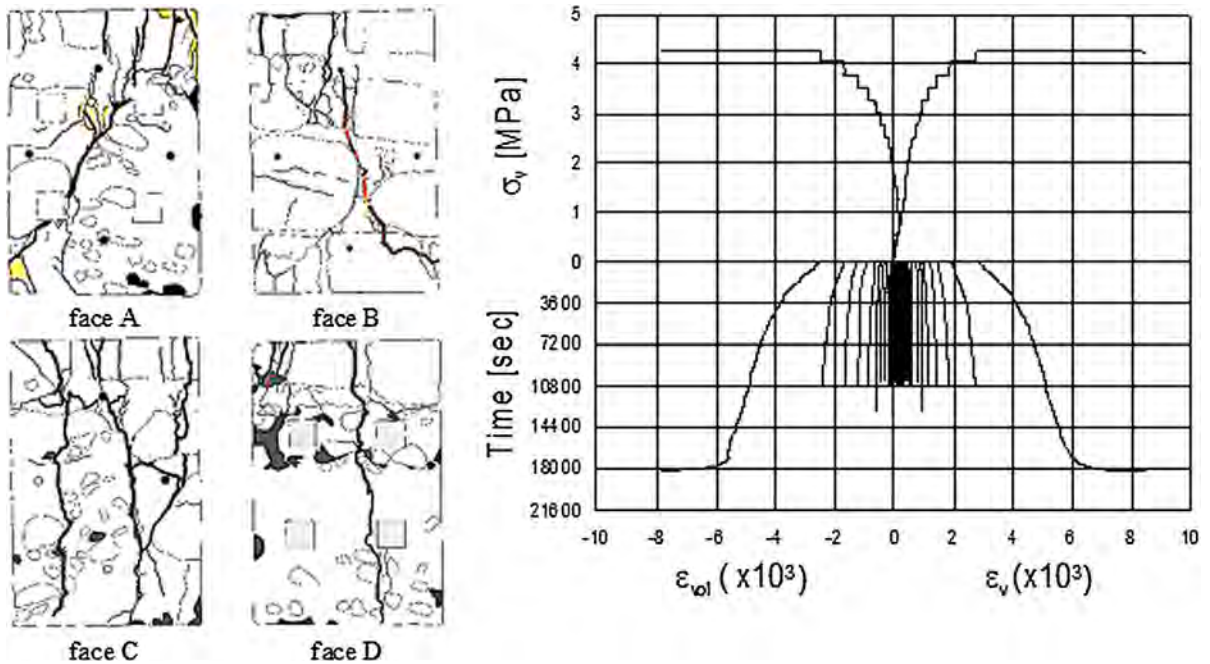 face A
face B
face C
face D
5
4
3
2
1
0
3600
7200
10800
14400
18000
21600
σv [MPa]
Time [sec]
-10
-8
-6
-4
-2
0
2
4
6
8
10
εvol (x10³)
εv (x10³)